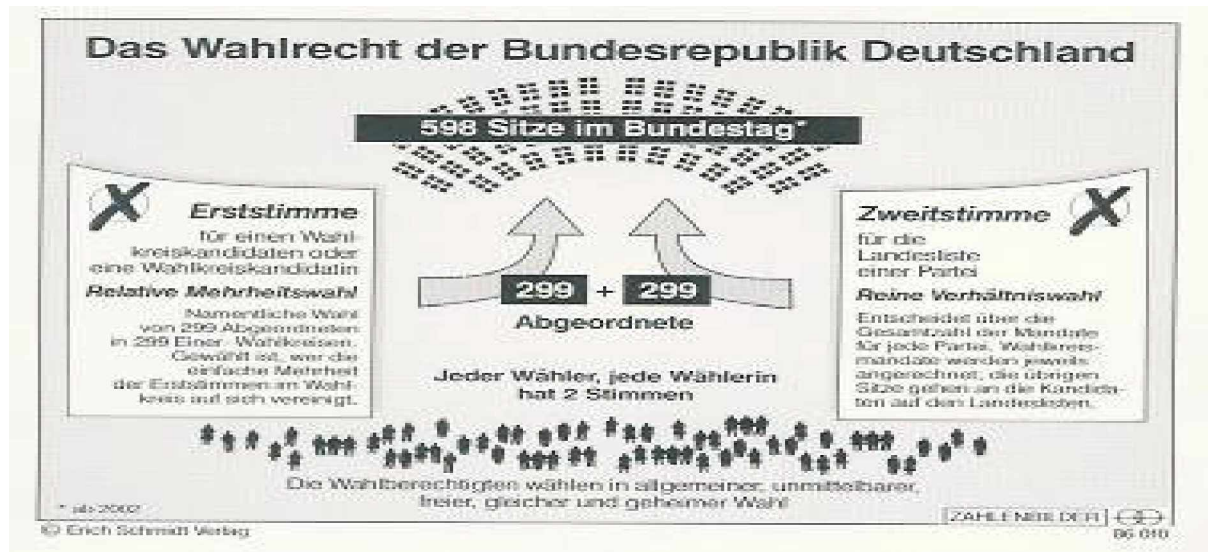 Das Wahlrecht der Bundesrepublik Deutschland
598 Sitze im Bundestag*
Erststimme
für einen Wahl-
kreiskandidaten oder
eine Wahlkreiskandidatin
Relative Mehrheitswahl
Namentliche Wahl
von 299 Abgeordneten
in 299 Einer-Wahlkreisen.
Gewählt ist, wer die
einfache Mehrheit
der Erststimmen im Wahl-
kreis auf sich vereinigt.
299 + 299
Abgeordnete
Jeder Wähler, jede Wählerin
hat 2 Stimmen
Zweitstimme
für die
Landesliste
einer Partei
Reine Verhältniswahl
Entscheidet über die
Gesamtzahl der Mandate
für jede Partei. Wahlkreis-
mandate werden jeweils
angerechnet, die übrigen
Sitze gehen an die Kandida-
ten auf den Landeslisten.
Die Wahlberechtigten wählen in allgemeiner, unmittelbarer,
freier, gleicher und geheimer Wahl
* ab 2002
© Erich Schmidt Verlag
ZAHLENBILDER
86 010